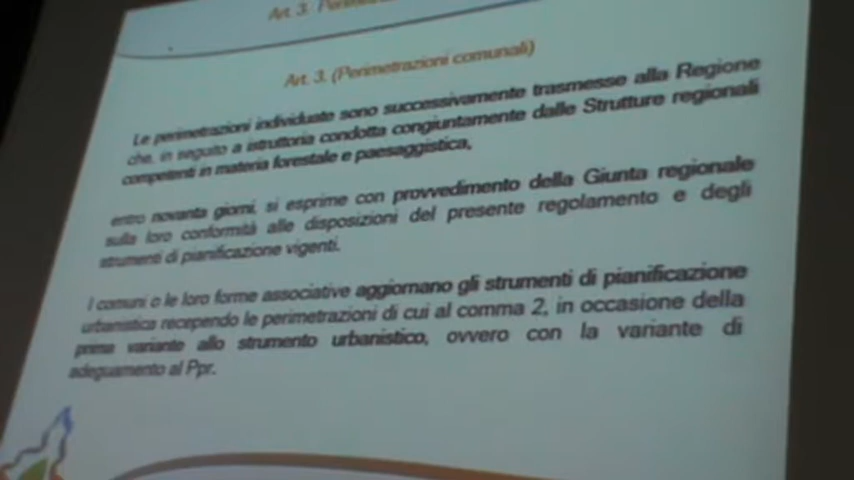 Art. 3.
Art. 3. (Perimetrazioni comunali)
Le perimetrazioni individuate sono successivamente trasmesse alla Regione
che, in seguito a istruttoria condotta congiuntamente dalle Strutture regionali
competenti in materia forestale e paesaggistica,
entro novanta giorni, si esprime con provvedimento della Giunta regionale
sulla loro conformità alle disposizioni del presente regolamento e degli
strumenti di pianificazione vigenti.
I comuni o le loro forme associative aggiornano gli strumenti di pianificazione
urbanistica recependo le perimetrazioni di cui al comma 2, in occasione della
prima variante allo strumento urbanistico, ovvero con la variante di
adeguamento al Ppr.